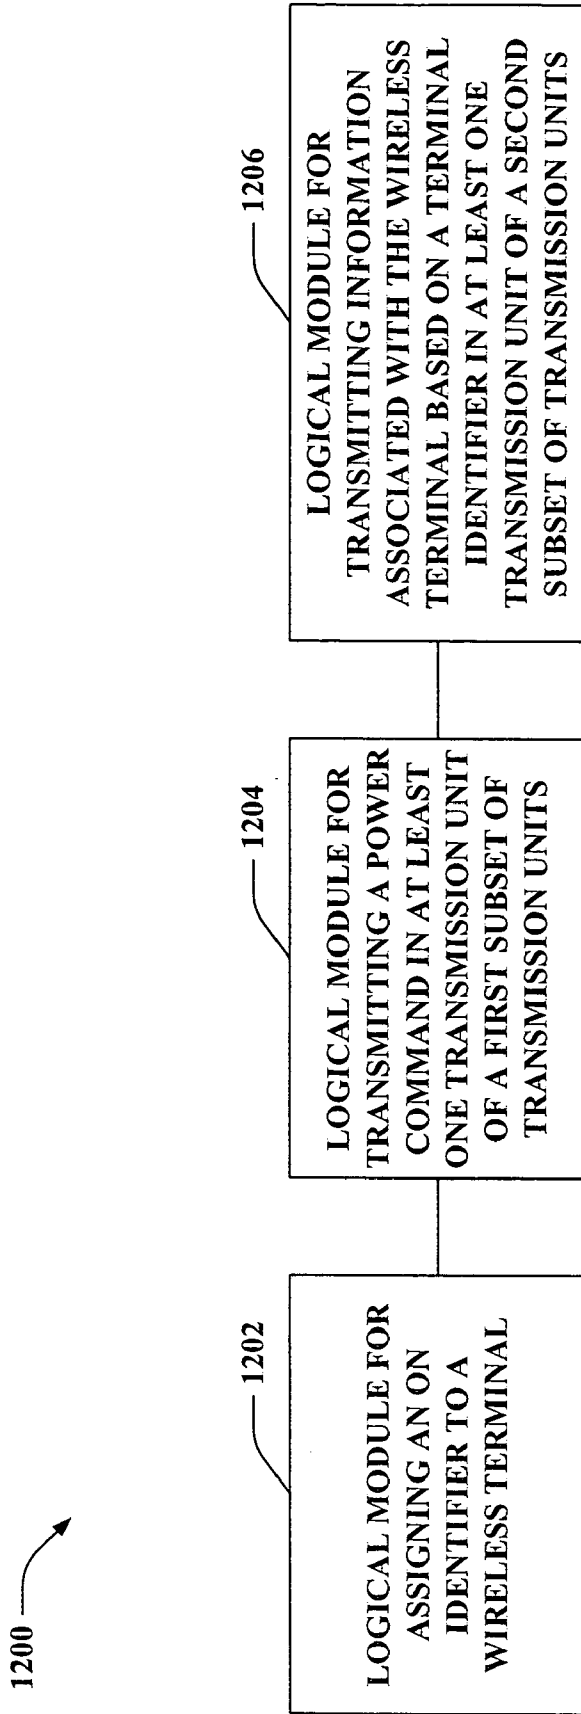 1200
1202
LOGICAL MODULE FOR
ASSIGNING AN ON
IDENTIFIER TO A
WIRELESS TERMINAL
1204
LOGICAL MODULE FOR
TRANSMITTING A POWER
COMMAND IN AT LEAST
ONE TRANSMISSION UNIT
OF A FIRST SUBSET OF
TRANSMISSION UNITS
1206
LOGICAL MODULE FOR
TRANSMITTING INFORMATION
ASSOCIATED WITH THE WIRELESS
TERMINAL BASED ON A TERMINAL
IDENTIFIER IN AT LEAST ONE
TRANSMISSION UNIT OF A SECOND
SUBSET OF TRANSMISSION UNITS